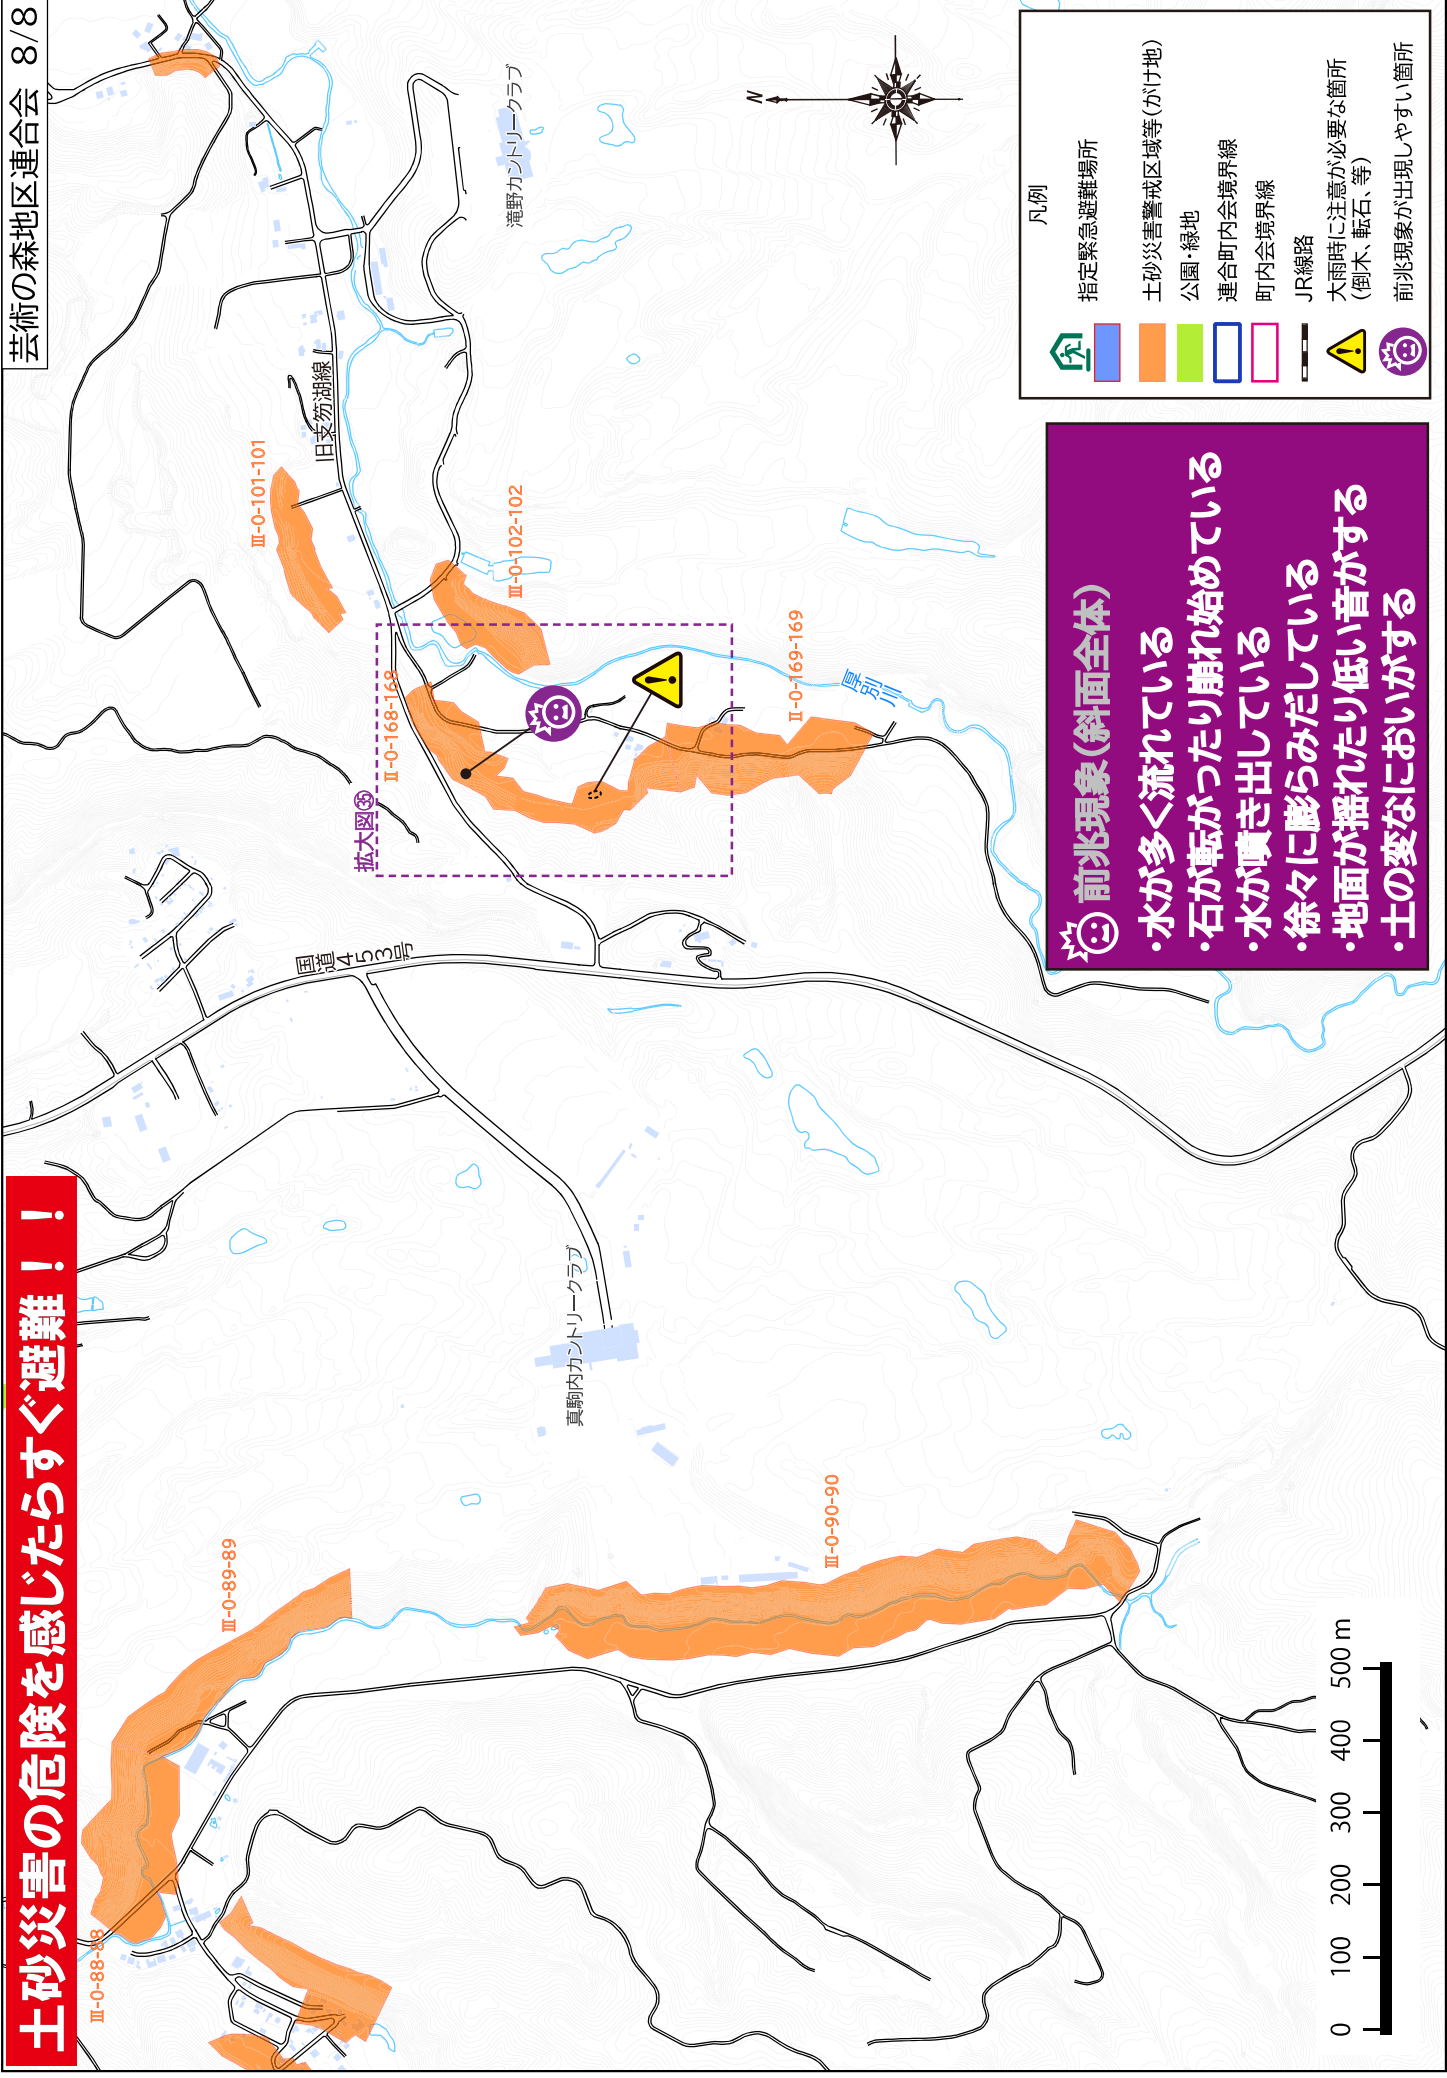 土砂災害の危険を感じたらすぐ避難！！
芸術の森地区連合会 8/8
Ⅲ-0-88-88
Ⅲ-0-89-89
Ⅲ-0-90-90
真駒内カントリークラブ
国道453号
拡大図㉟
Ⅱ-0-168-168
Ⅲ-0-101-101
旧支笏湖線
Ⅲ-0-102-102
Ⅱ-0-169-169
厚別川
滝野カントリークラブ
N
凡例
指定緊急避難場所
土砂災害警戒区域等(がけ地)
公園・緑地
連合町内会境界線
町内会境界線
JR線路
大雨時に注意が必要な箇所
(倒木、転石、等)
前兆現象が出現しやすい箇所
前兆現象(斜面全体)
・水が多く流れている
・石が転がったり崩れ始めている
・水が噴き出している
・徐々に膨らみだしている
・地面が揺れたり低い音がする
・土の変なにおいがする
0 100 200 300 400 500 m